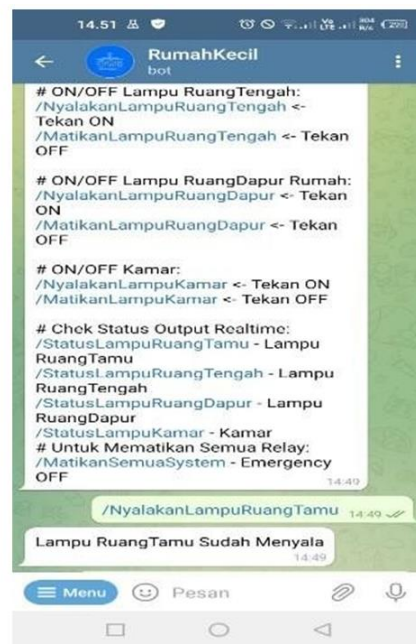 14.51
RumahKecil
bot
# ON/OFF Lampu RuangTengah:
/NyalakanLampuRuangTengah <-
Tekan ON
/MatikanLampuRuangTengah <- Tekan
OFF
# ON/OFF Lampu RuangDapur Rumah:
/NyalakanLampuRuangDapur <- Tekan
ON
/MatikanLampuRuangDapur <- Tekan
OFF
# ON/OFF Kamar:
/NyalakanLampuKamar <- Tekan ON
/MatikanLampuKamar <- Tekan OFF
# Chek Status Output Realtime:
/StatusLampuRuangTamu - Lampu
RuangTamu
/StatusLampuRuangTengah - Lampu
RuangTengah
/StatusLampuRuangDapur - Lampu
RuangDapur
/StatusLampuKamar - Kamar
# Untuk Mematikan Semua Relay:
/MatikanSemuaSystem - Emergency
OFF
14:49
/NyalakanLampuRuangTamu 14:49
Lampu RuangTamu Sudah Menyala
14:49
Menu Pesan